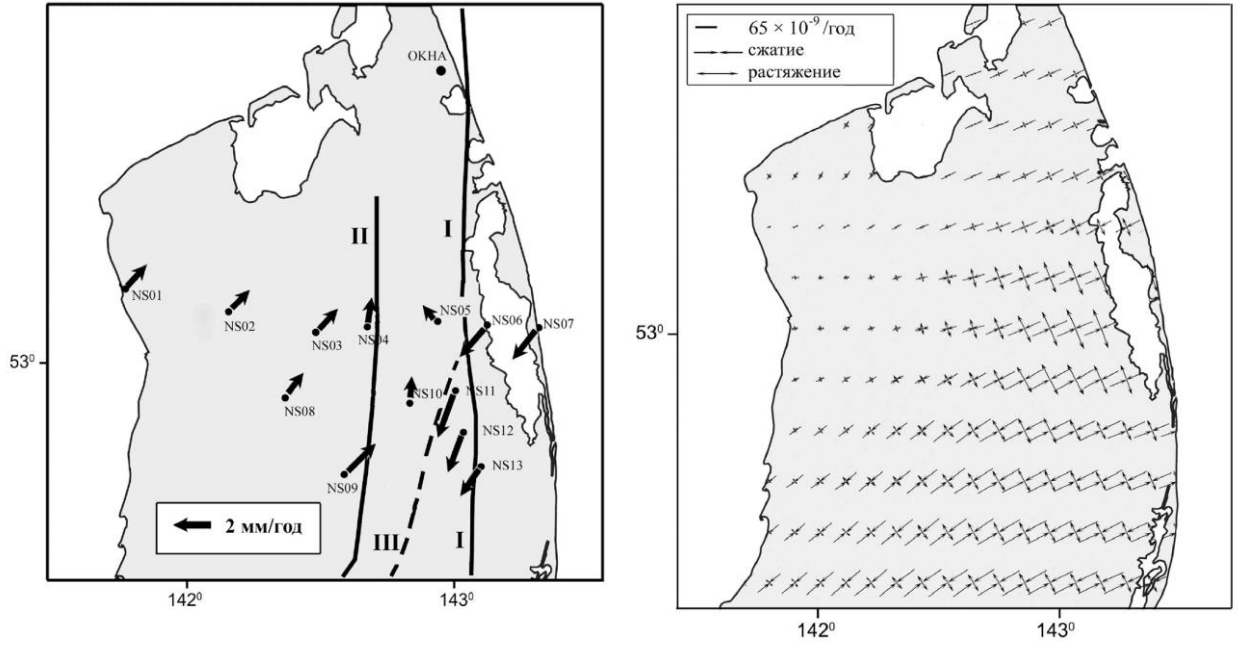 ОКНА
II
I
NS01
NS02
NS03
NS04
NS05
NS06
NS07
53⁰
NS08
NS10
NS11
NS12
NS13
NS09
2 мм/год
III
I
142⁰
143⁰
65 × 10⁻⁹/год
сжатие
растяжение
53⁰
142⁰
143⁰